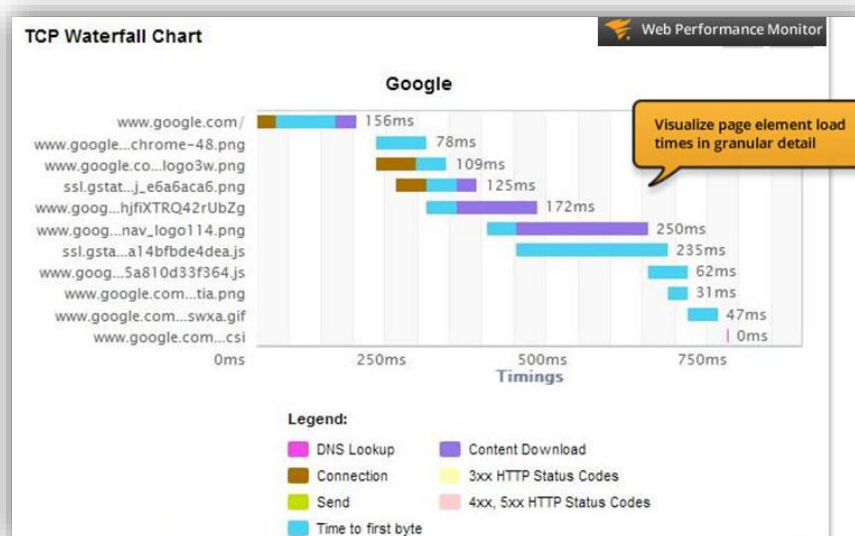 TCP Waterfall Chart
Web Performance Monitor
Google
Visualize page element load
times in granular detail
www.google.com/ 156ms
www.google...chrome-48.png 78ms
www.google.co...logo3w.png 109ms
ssl.gstat...j_e6a6aca6.png 125ms
www.goog...hjfiXTRQ42rUbZg 172ms
www.goog...nav_logo114.png 250ms
ssl.gsta...a14bfbde4dea.js 235ms
www.goog...5a810d33f364.js 62ms
www.google.com...tia.png 31ms
www.google.com...swxa.gif 47ms
www.google.com...csi 0ms
0ms 250ms 500ms 750ms
Timings
Legend:
DNS Lookup Content Download
Connection 3xx HTTP Status Codes
Send 4xx, 5xx HTTP Status Codes
Time to first byte